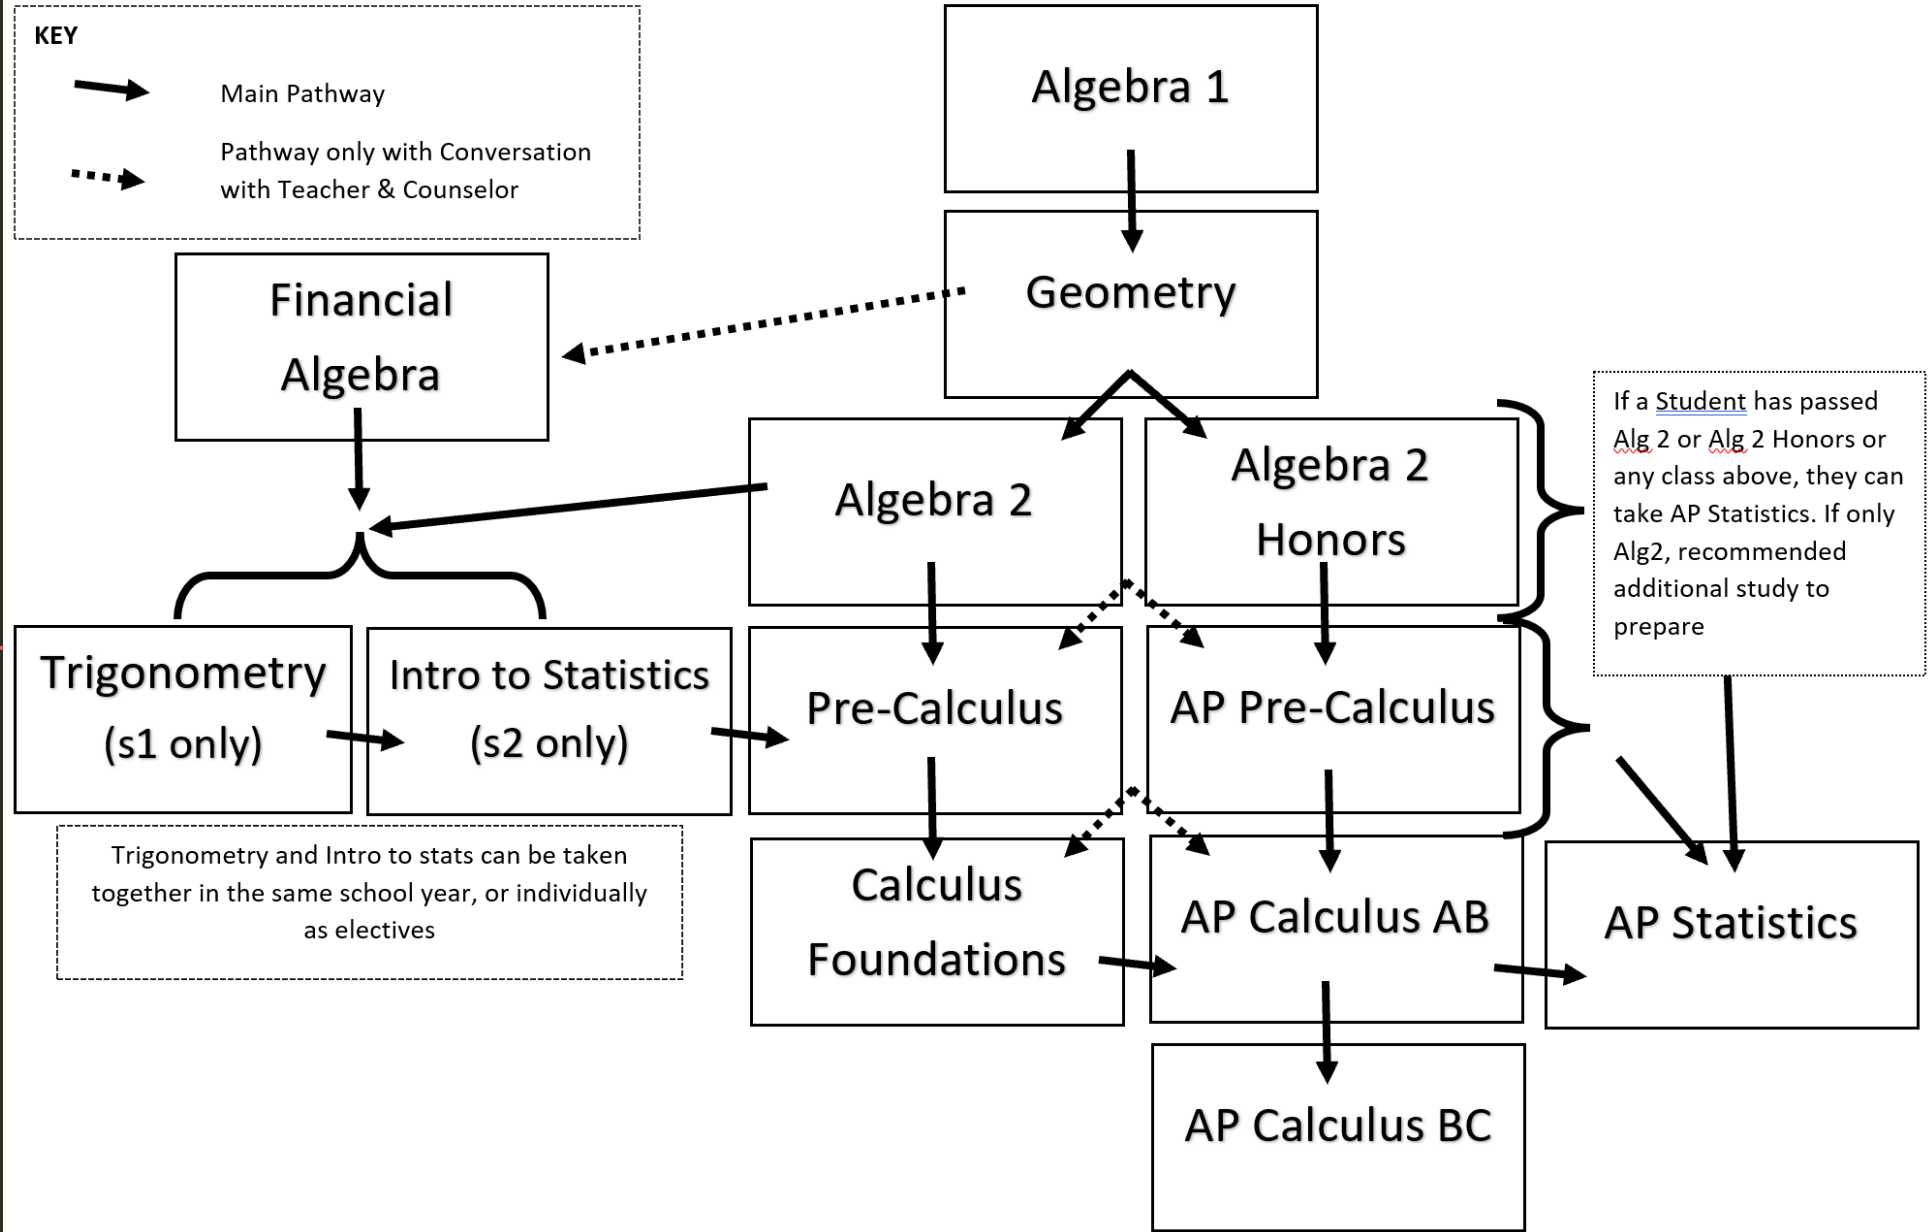 KEY
Main Pathway
Pathway only with Conversation
with Teacher & Counselor
Algebra 1
Geometry
Financial
Algebra
Algebra 2
Algebra 2
Honors
If a Student has passed
Alg 2 or Alg 2 Honors or
any class above, they can
take AP Statistics. If only
Alg2, recommended
additional study to
prepare
Trigonometry
(s1 only)
Intro to Statistics
(s2 only)
Pre-Calculus
AP Pre-Calculus
Trigonometry and Intro to stats can be taken
together in the same school year, or individually
as electives
Calculus
Foundations
AP Calculus AB
AP Statistics
AP Calculus BC